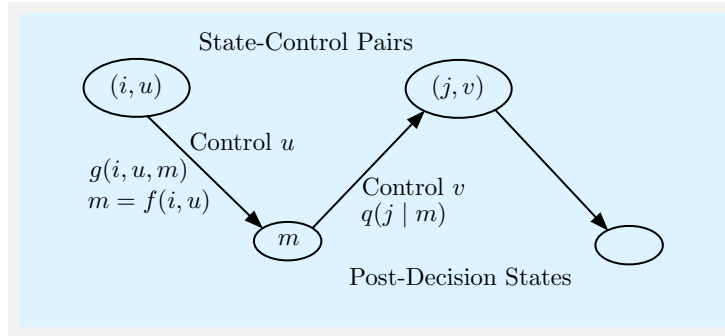 State-Control Pairs
(i, u)
(j, v)
Control u
g(i, u, m)
m = f(i, u)
Control v
q(j | m)
m
Post-Decision States